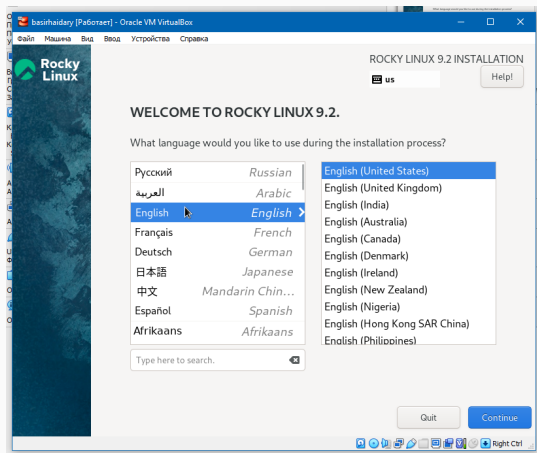 basirhaidary [Работает] - Oracle VM VirtualBox
Файл Машина Вид Ввод Устройства Справка
Rocky Linux
ROCKY LINUX 9.2 INSTALLATION
us
Help!
WELCOME TO ROCKY LINUX 9.2.
What language would you like to use during the installation process?
Русский Russian
العربية Arabic
English English
Français French
Deutsch German
日本語 Japanese
中文 Mandarin Chin...
Español Spanish
Afrikaans Afrikaans
Type here to search.
English (United States)
English (United Kingdom)
English (India)
English (Australia)
English (Canada)
English (Denmark)
English (Ireland)
English (New Zealand)
English (Nigeria)
English (Hong Kong SAR China)
English (Philippines)
Quit
Continue
Right Ctrl